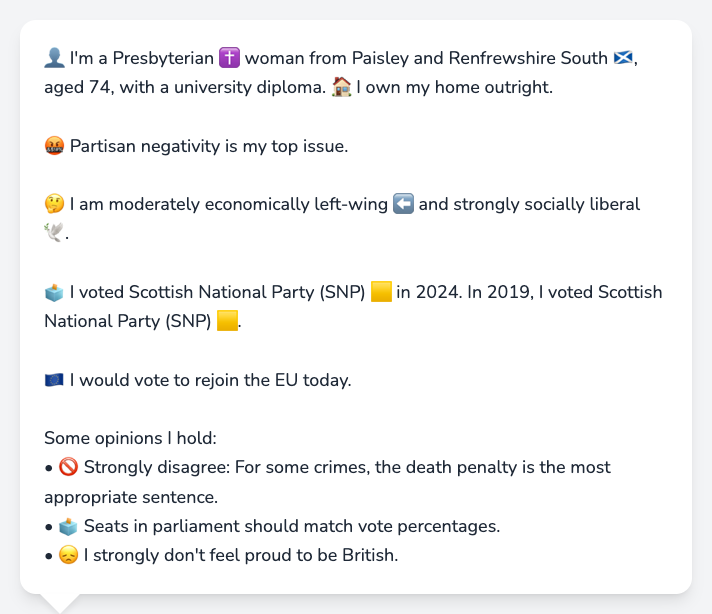 👤 I'm a Presbyterian ✝️ woman from Paisley and Renfrewshire South 🏴󠁧󠁢󠁳󠁣󠁴󠁿,
aged 74, with a university diploma. 🏠 I own my home outright.
🤬 Partisan negativity is my top issue.
🤔 I am moderately economically left-wing ⬅️ and strongly socially liberal
🕊️.
🗳️ I voted Scottish National Party (SNP) 🟨 in 2024. In 2019, I voted Scottish
National Party (SNP) 🟨.
🇪🇺 I would vote to rejoin the EU today.
Some opinions I hold:
• 🚫 Strongly disagree: For some crimes, the death penalty is the most
appropriate sentence.
• 🗳️ Seats in parliament should match vote percentages.
• 😞 I strongly don't feel proud to be British.